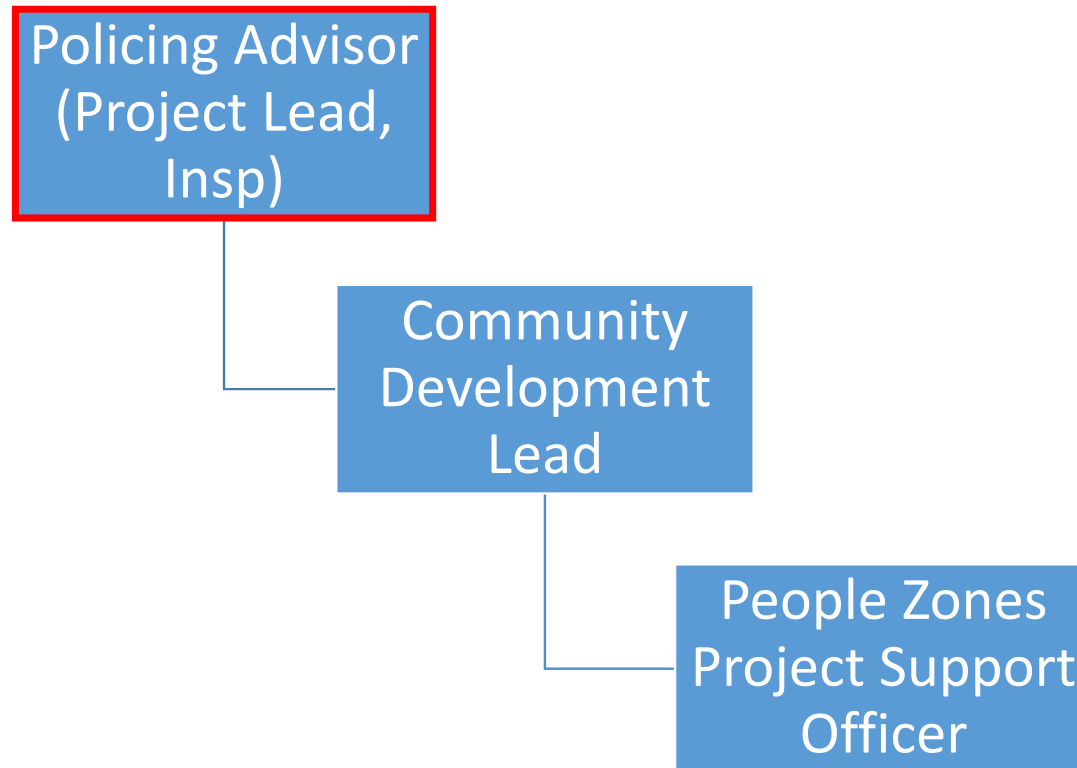 Policing Advisor
(Project Lead,
Insp)
Community
Development
Lead
People Zones
Project Support
Officer